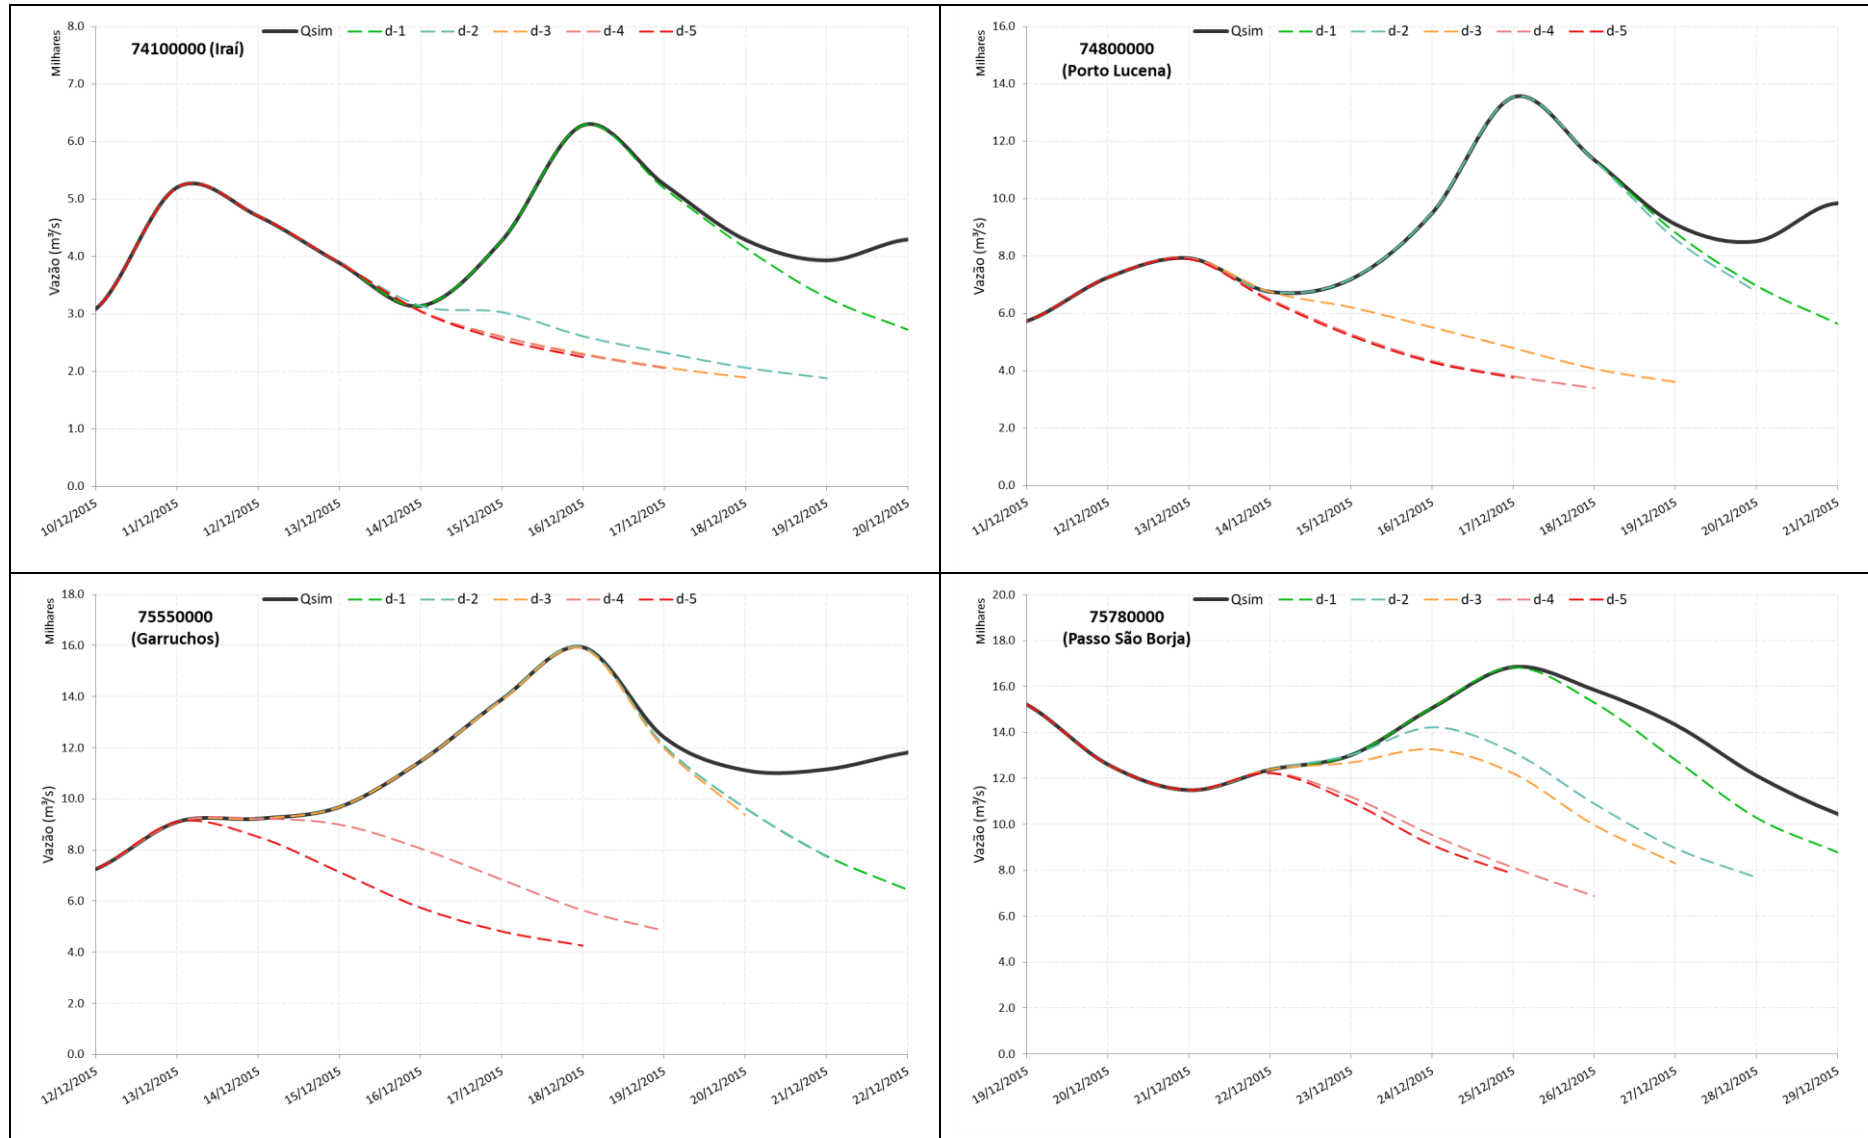 74100000 (Iraí)
Qsim d-1 d-2 d-3 d-4 d-5
Milhares
Vazão (m³/s)
8.0
7.0
6.0
5.0
4.0
3.0
2.0
1.0
0.0
10/12/2015 11/12/2015 12/12/2015 13/12/2015 14/12/2015 15/12/2015 16/12/2015 17/12/2015 18/12/2015 19/12/2015 20/12/2015
74800000
(Porto Lucena)
Qsim d-1 d-2 d-3 d-4 d-5
Milhares
Vazão (m³/s)
16.0
14.0
12.0
10.0
8.0
6.0
4.0
2.0
0.0
11/12/2015 12/12/2015 13/12/2015 14/12/2015 15/12/2015 16/12/2015 17/12/2015 18/12/2015 19/12/2015 20/12/2015 21/12/2015
75550000
(Garruchos)
Qsim d-1 d-2 d-3 d-4 d-5
Milhares
Vazão (m³/s)
18.0
16.0
14.0
12.0
10.0
8.0
6.0
4.0
2.0
0.0
12/12/2015 13/12/2015 14/12/2015 15/12/2015 16/12/2015 17/12/2015 18/12/2015 19/12/2015 20/12/2015 21/12/2015 22/12/2015
75780000
(Passo São Borja)
Qsim d-1 d-2 d-3 d-4 d-5
Milhares
Vazão (m³/s)
20.0
18.0
16.0
14.0
12.0
10.0
8.0
6.0
4.0
2.0
0.0
19/12/2015 20/12/2015 21/12/2015 22/12/2015 23/12/2015 24/12/2015 25/12/2015 26/12/2015 27/12/2015 28/12/2015 29/12/2015